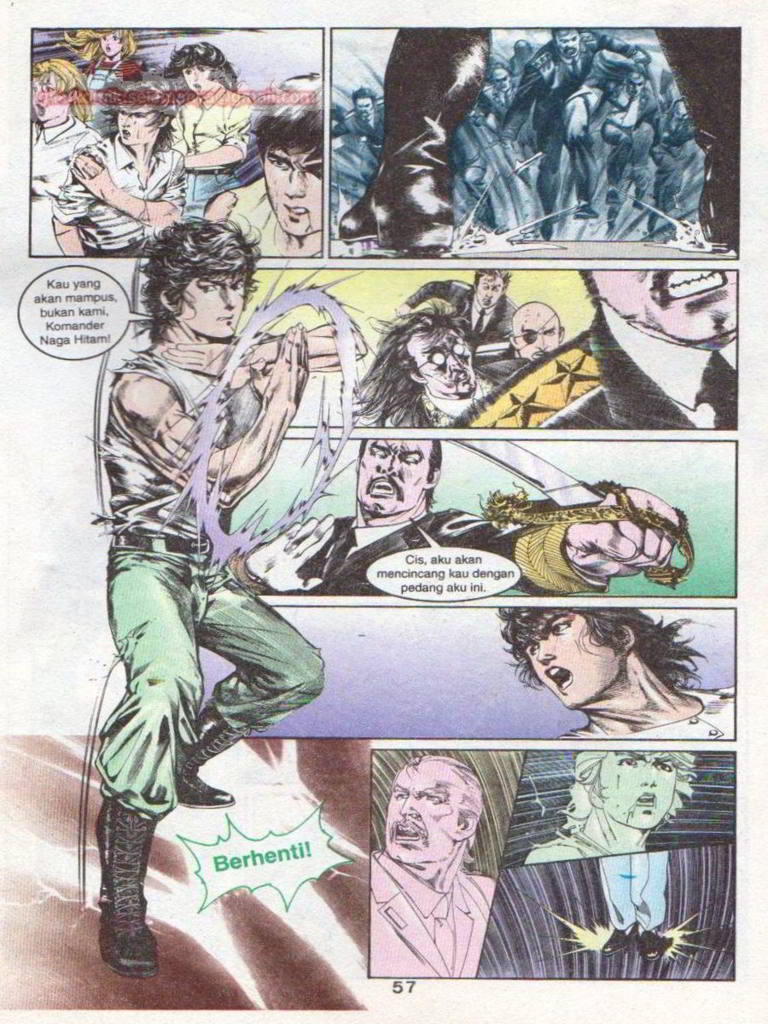 Kau yang
akan mampus,
bukan kami,
Komander
Naga Hitam!
Cis, aku akan
mencincang kau dengan
pedang aku ini.
Berhenti!
57